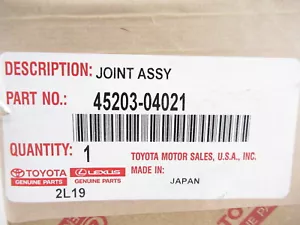 DESCRIPTION: JOINT ASSY
PART NO.: 45203-04021
QUANTITY: 1
TOYOTA MOTOR SALES, U.S.A., INC.
TOYOTA
GENUINE PARTS
LEXUS
GENUINE PARTS
MADE IN: JAPAN
2L19